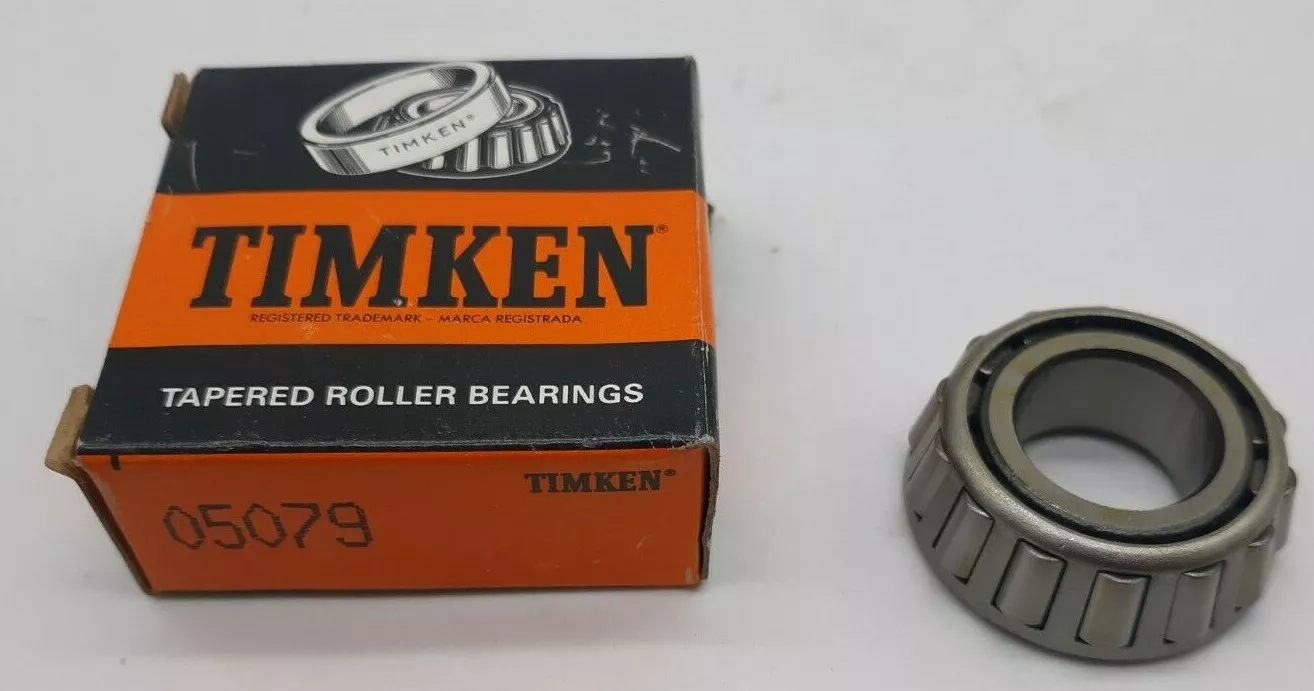 TIMKEN®
TIMKEN®
REGISTERED TRADEMARK – MARCA REGISTRADA
TAPERED ROLLER BEARINGS
TIMKEN®
05079